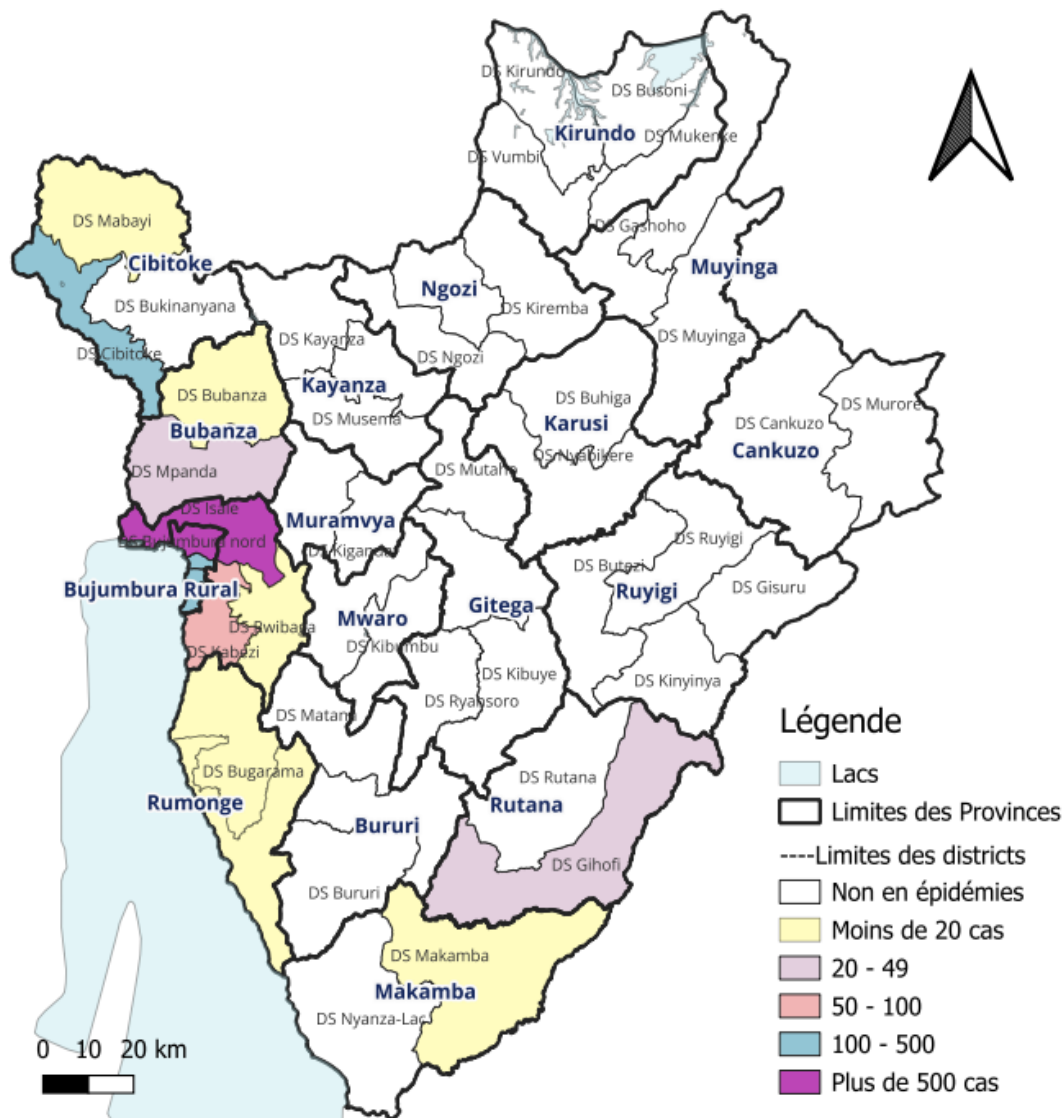 DS Kirundo
DS Busoni
Kirundo
DS Mukenke
DS Vumbi
DS Mabayi
DS Gashoho
Cibitoke
Muyinga
Ngozi
DS Bukinanyana
DS Kiremba
DS Kayanza
DS Muyinga
DS Cibitoke
DS Ngozi
Kayanza
DS Bubanza
DS Buhiga
DS Murore
DS Musema
Karusi
DS Cankuzo
Bubanza
Cankuzo
DS Nyabikere
DS Mpanda
DS Mutaho
DS Isale
Muramvya
DS Ruyigi
DS Bujumbura nord
DS Kiganda
DS Butezi
DS Gisuru
Bujumbura Rural
Ruyigi
Gitega
Mwaro
DS Rwibaga
DS Kibumbu
DS Kabezi
DS Kibuye
DS Kinyinya
DS Ryansoro
DS Matana
Légende
DS Bugarama
DS Rutana
Lacs
Rumonge
Rutana
Limites des Provinces
Bururi
----Limites des districts
DS Gihofi
DS Bururi
Non en épidémies
Moins de 20 cas
DS Makamba
20 - 49
Makamba
50 - 100
DS Nyanza-Lac
100 - 500
0 10 20 km
Plus de 500 cas